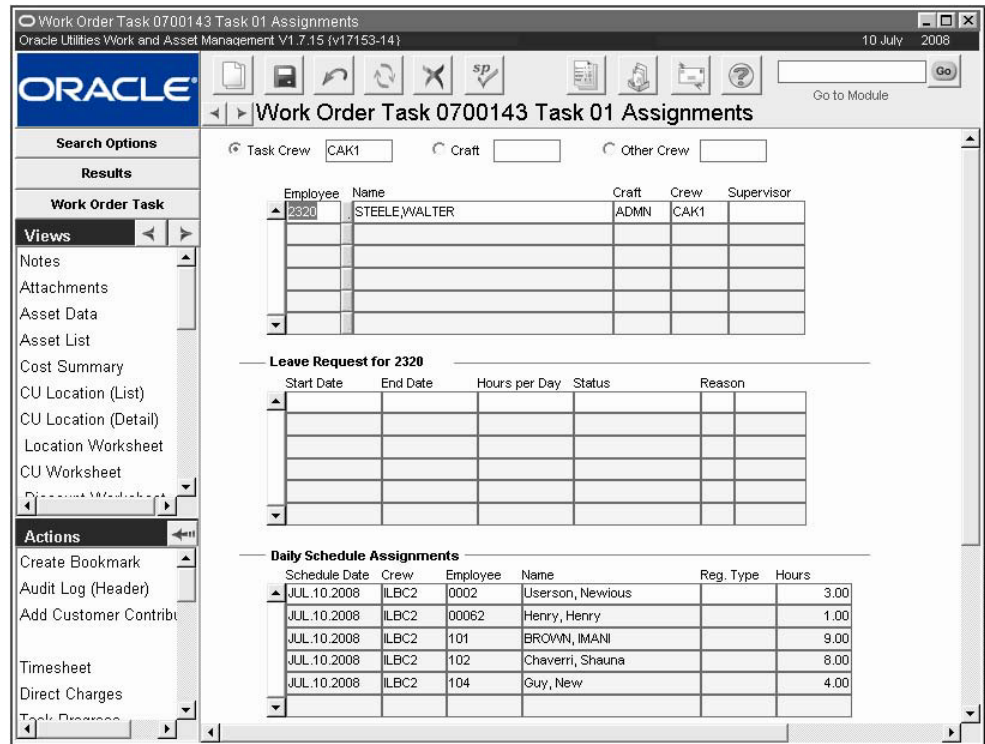 Work Order Task 0700143 Task 01 Assignments
Oracle Utilities Work and Asset Management V1.7.15 {v17153-14} 10 July 2008
ORACLE
sp
Go
Go to Module
Work Order Task 0700143 Task 01 Assignments
Search Options
Results
Work Order Task
Views
Notes
Attachments
Asset Data
Asset List
Cost Summary
CU Location (List)
CU Location (Detail)
Location Worksheet
CU Worksheet
Discount Worksheet
Actions
Create Bookmark
Audit Log (Header)
Add Customer Contribu
Timesheet
Direct Charges
Task Progress
Task Crew CAK1 Craft Other Crew
Employee Name Craft Crew Supervisor
2320 STEELE,WALTER ADMN CAK1
Leave Request for 2320
Start Date End Date Hours per Day Status Reason
Daily Schedule Assignments
Schedule Date Crew Employee Name Reg. Type Hours
JUL.10.2008 ILBC2 0002 Userson, Newious 3.00
JUL.10.2008 ILBC2 00062 Henry, Henry 1.00
JUL.10.2008 ILBC2 101 BROWN, IMANI 9.00
JUL.10.2008 ILBC2 102 Chaverri, Shauna 8.00
JUL.10.2008 ILBC2 104 Guy, New 4.00